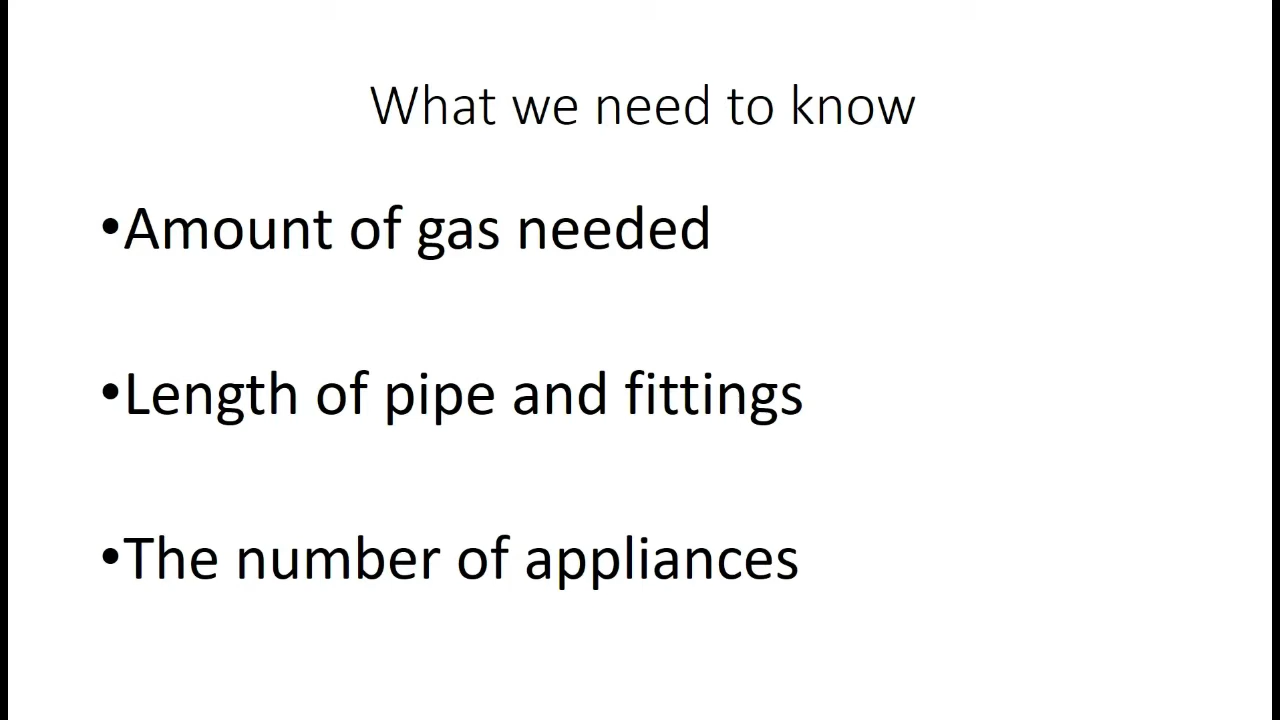 What we need to know
•Amount of gas needed
•Length of pipe and fittings
•The number of appliances